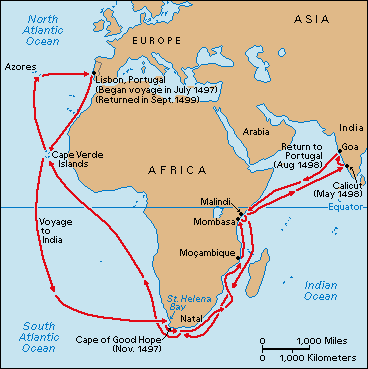 North
Atlantic
Ocean
ASIA
EUROPE
Azores
Lisbon, Portugal
(Began voyage in July 1497)
(Returned in Sept. 1499)
Arabia
India
Return to
Portugal
(Aug 1498)
Goa
Cape Verde
Islands
AFRICA
Calicut
(May 1498)
Malindi
Equator
Mombasa
Voyage
to
India
Moçambique
St. Helena
Bay
Indian
Ocean
Natal
South
Atlantic
Ocean
Cape of Good Hope
(Nov. 1497)
0 1,000 Miles
0 1,000 Kilometers